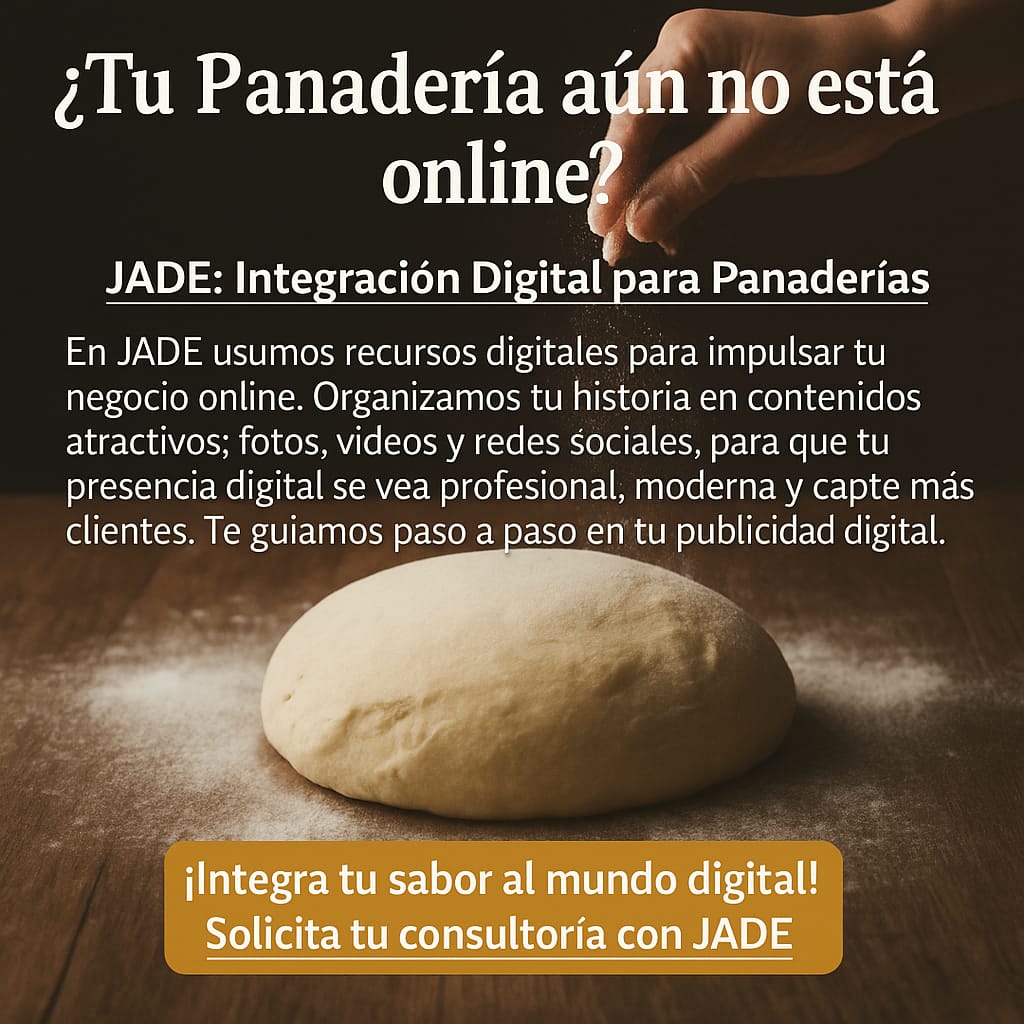 ¿Tu Panadería aún no está
online?
JADE: Integración Digital para Panaderías
En JADE usumos recursos digitales para impulsar tu
negocio online. Organizamos tu historia en contenidos
atractivos; fotos, videos y redes sociales, para que tu
presencia digital se vea profesional, moderna y capte más
clientes. Te guiamos paso a paso en tu publicidad digital.
¡Integra tu sabor al mundo digital!
Solicita tu consultoría con JADE